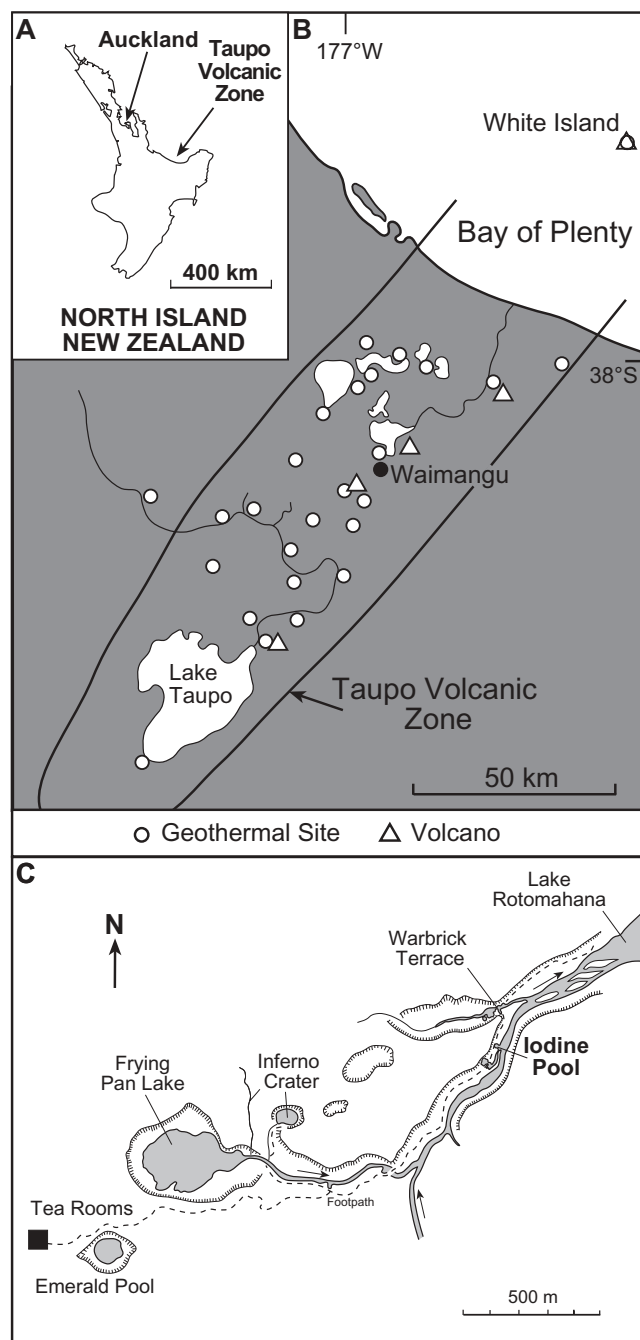 A
Auckland
Taupo
Volcanic
Zone
400 km
NORTH ISLAND
NEW ZEALAND
B
177°W
White Island
Bay of Plenty
38°S
Waimangu
Lake
Taupo
Taupo Volcanic
Zone
50 km
Geothermal Site
Volcano
C
N
Lake
Rotomahana
Warbrick
Terrace
Iodine
Pool
Frying
Pan Lake
Inferno
Crater
Footpath
Tea Rooms
Emerald Pool
500 m